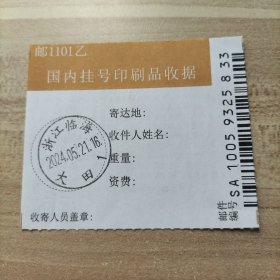 邮1101乙
国内挂号印刷品收据
寄达地:
收件人姓名:
重量:
资费:
收寄人员盖章:
浙江临海
2024.05.21.16
大田
1
邮件编号 SA 1005 9325 8 33